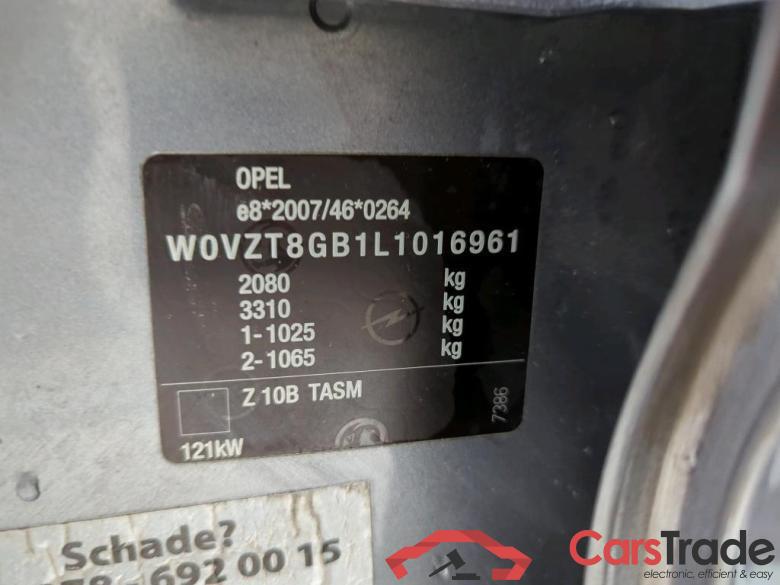 OPEL
e8*2007/46*0264
W0VZT8GB1L1016961
2080 kg
3310 kg
1-1025 kg
2-1065 kg
Z 10B TASM
7386
121kW
Schade?
692 00 15
CarsTrade
electronic, efficient & easy